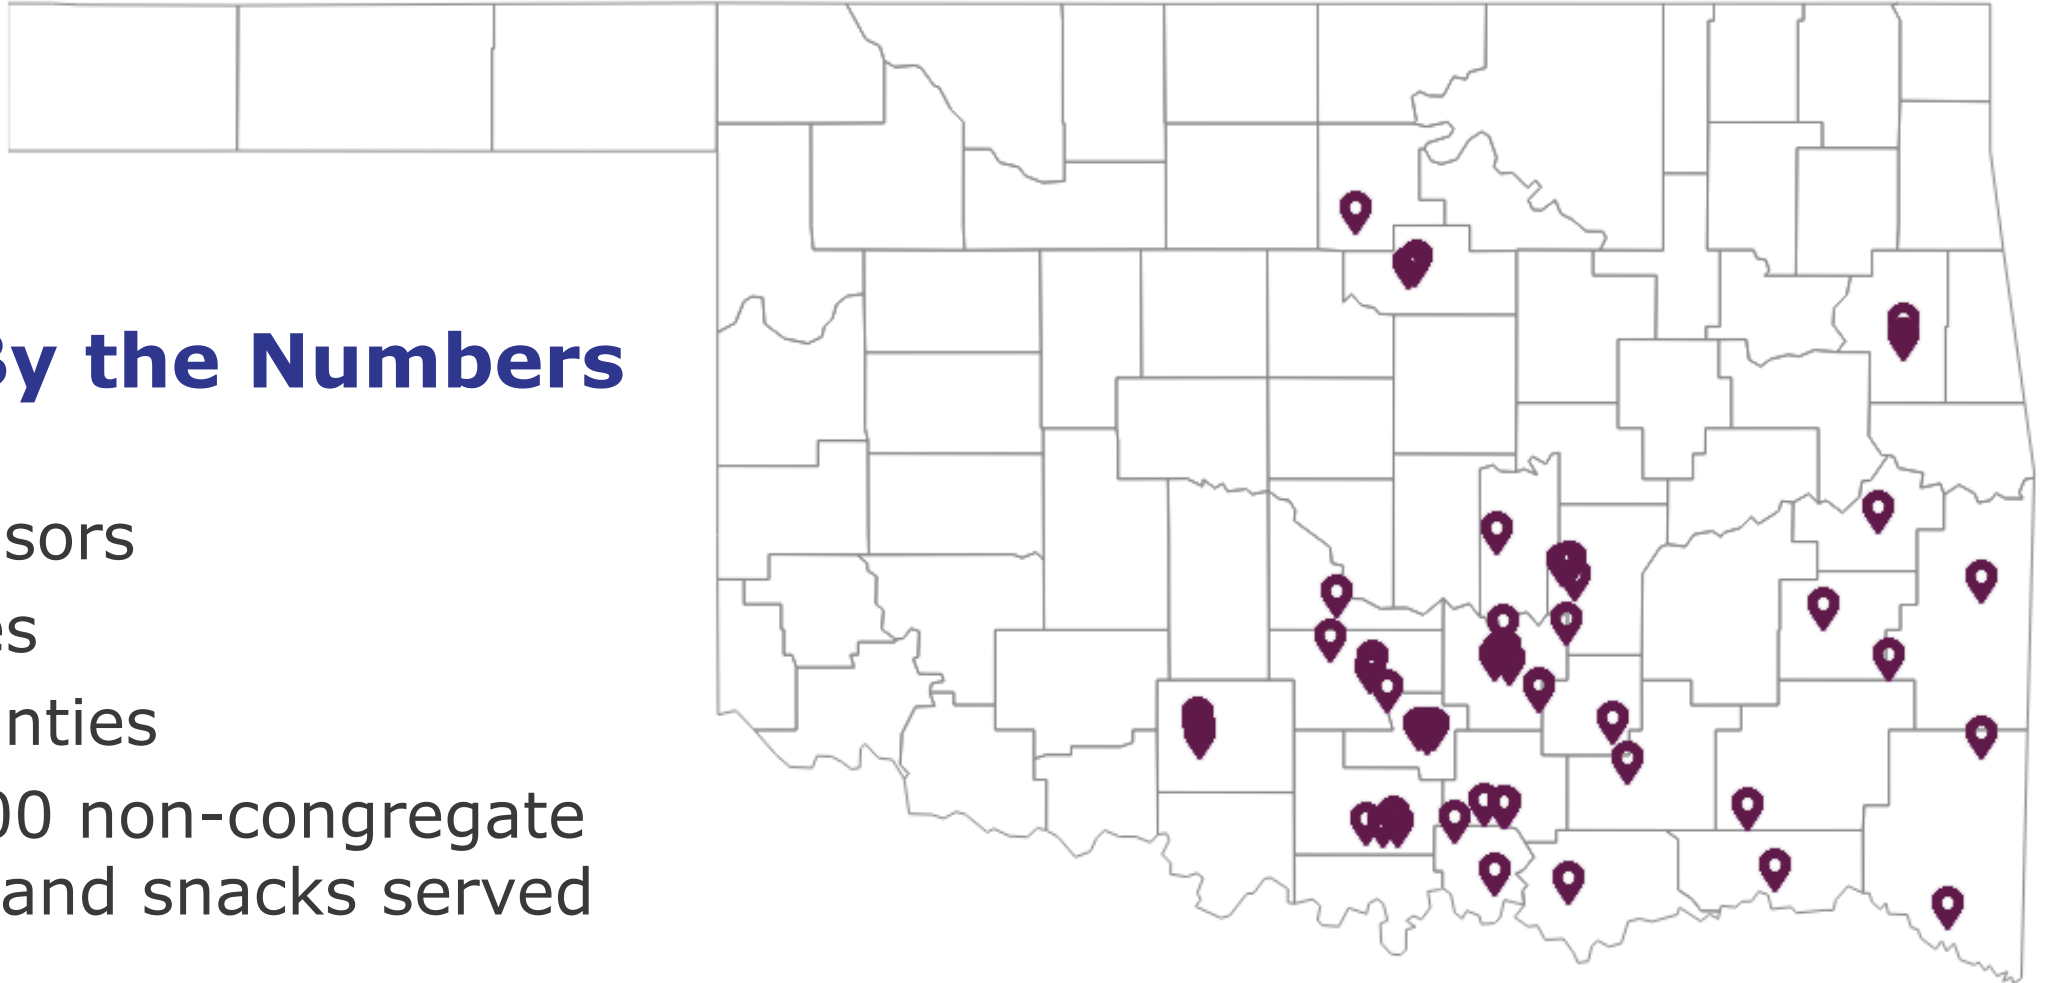 By the Numbers
sors
es
nties
00 non-congregate
and snacks served